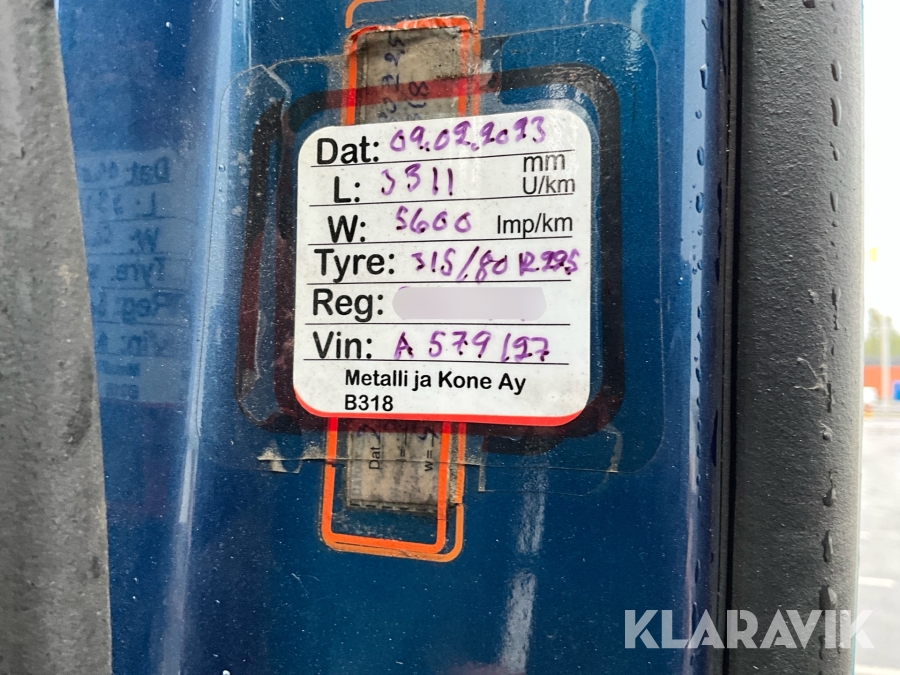 Dat: 09.02.2023
L: 3311 mm U/km
W: 5600 Imp/km
Tyre: 315/80 R22,5
Reg:
Vin: A 579197
Metalli ja Kone Ay
B318
Dat
w=
KLARAVIK